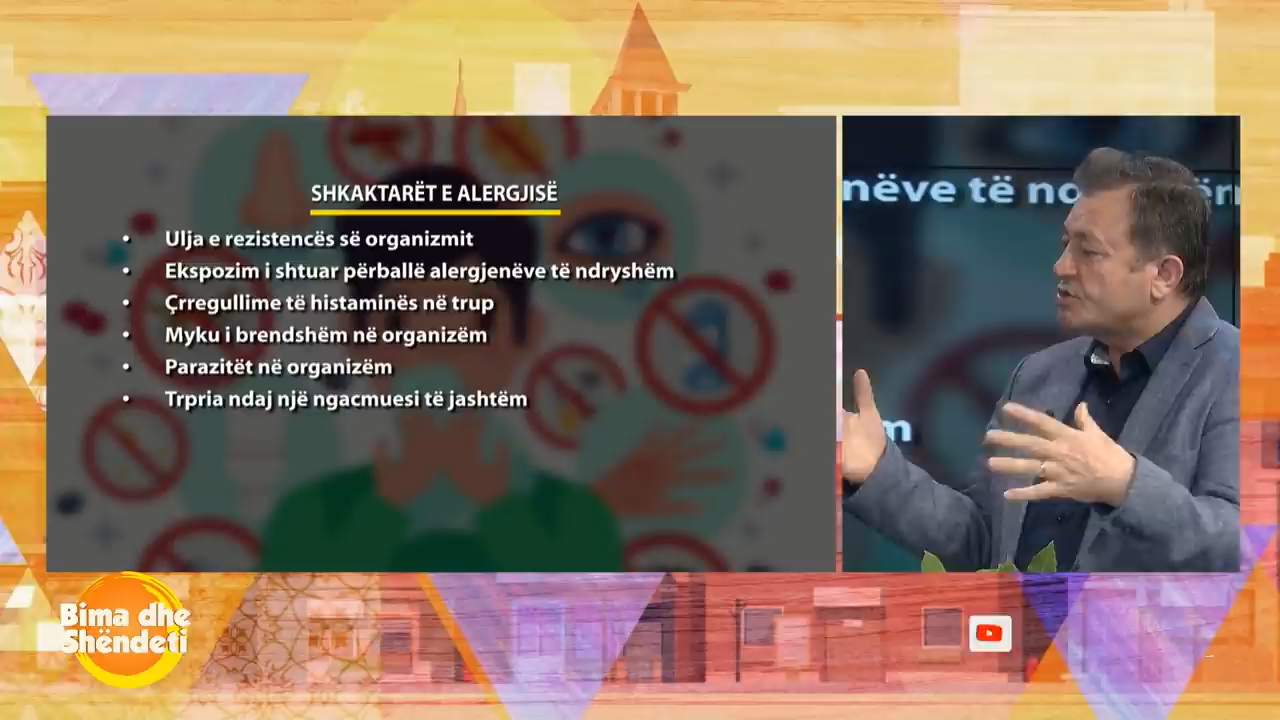 SHKAKTARËT E ALERGJISË
• Ulja e rezistencës së organizmit
• Ekspozim i shtuar përballë alergjenëve të ndryshëm
• Çrregullime të histaminës në trup
• Myku i brendshëm në organizëm
• Parazitët në organizëm
• Trpria ndaj një ngacmuesi të jashtëm
nëve të
m
Bima dhe
Shëndeti